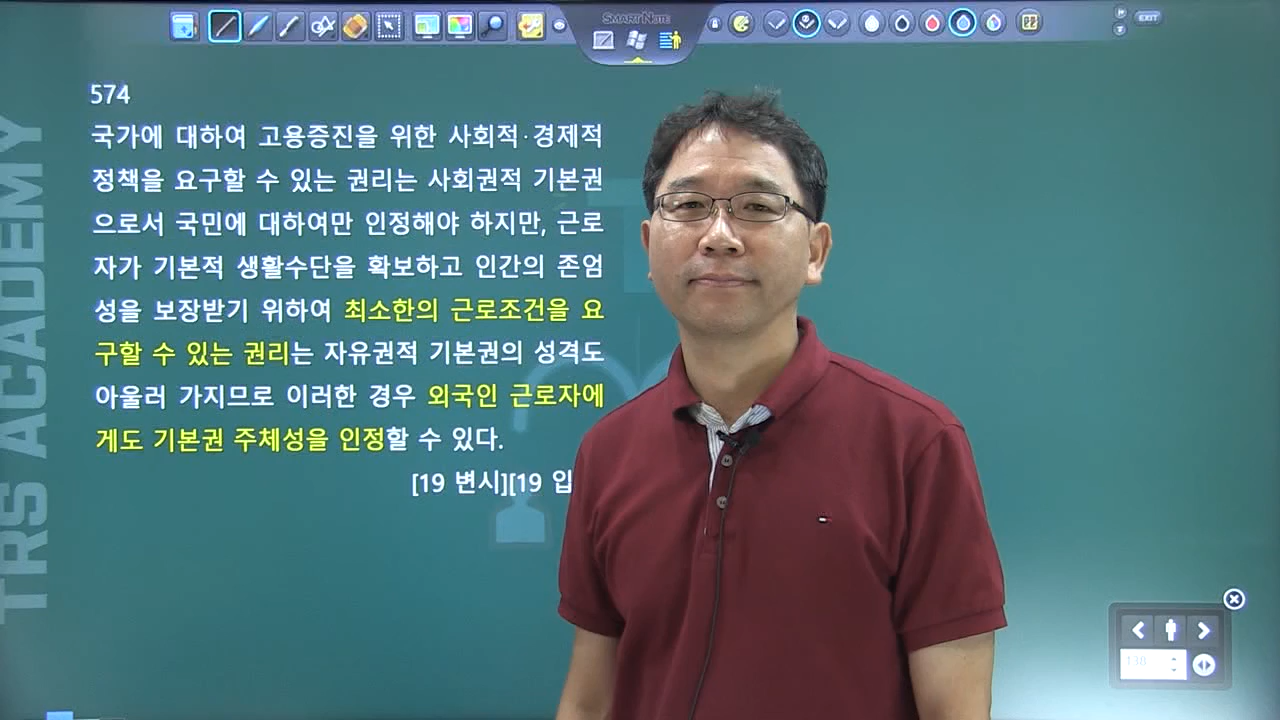 SMART NOTE
EXIT
574
국가에 대하여 고용증진을 위한 사회적·경제적
정책을 요구할 수 있는 권리는 사회권적 기본권
으로서 국민에 대하여만 인정해야 하지만, 근로
자가 기본적 생활수단을 확보하고 인간의 존엄
성을 보장받기 위하여 최소한의 근로조건을 요
구할 수 있는 권리는 자유권적 기본권의 성격도
아울러 가지므로 이러한 경우 외국인 근로자에
게도 기본권 주체성을 인정할 수 있다.
[19 변시][19 입
TRS ACADEMY
138